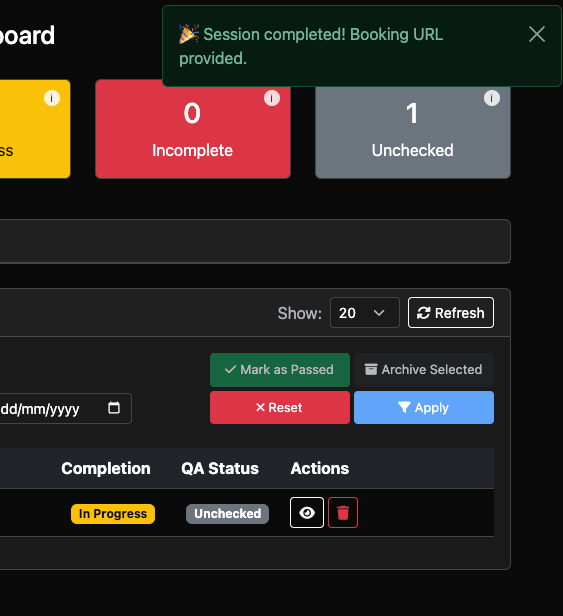 board
🎉 Session completed! Booking URL
provided.
ss
0
Incomplete
1
Unchecked
Show: 20 Refresh
Mark as Passed Archive Selected
dd/mm/yyyy Reset Apply
Completion QA Status Actions
In Progress Unchecked